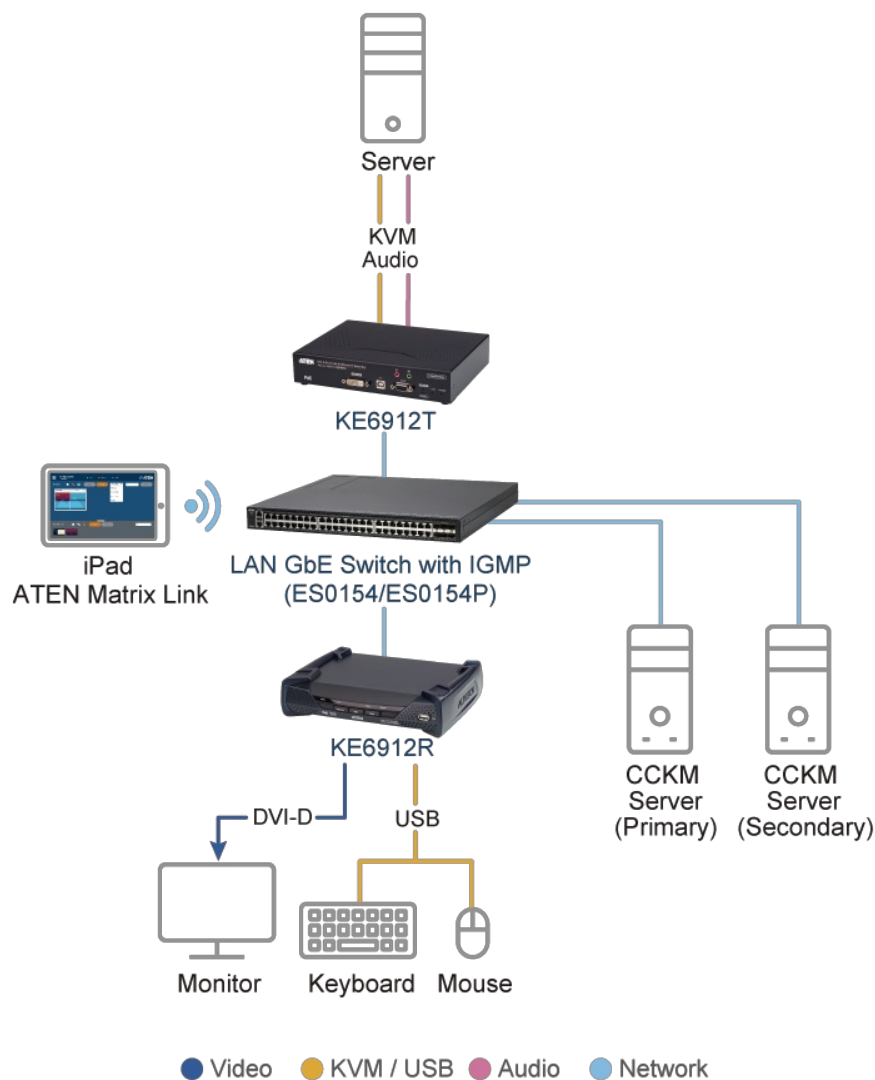 Server
KVM
Audio
ATEN
KE6912T
LAN GbE Switch with IGMP
(ES0154/ES0154P)
iPad
ATEN Matrix Link
KE6912R
DVI-D
USB
CCKM
Server
(Primary)
CCKM
Server
(Secondary)
Monitor
Keyboard
Mouse
Video
KVM / USB
Audio
Network